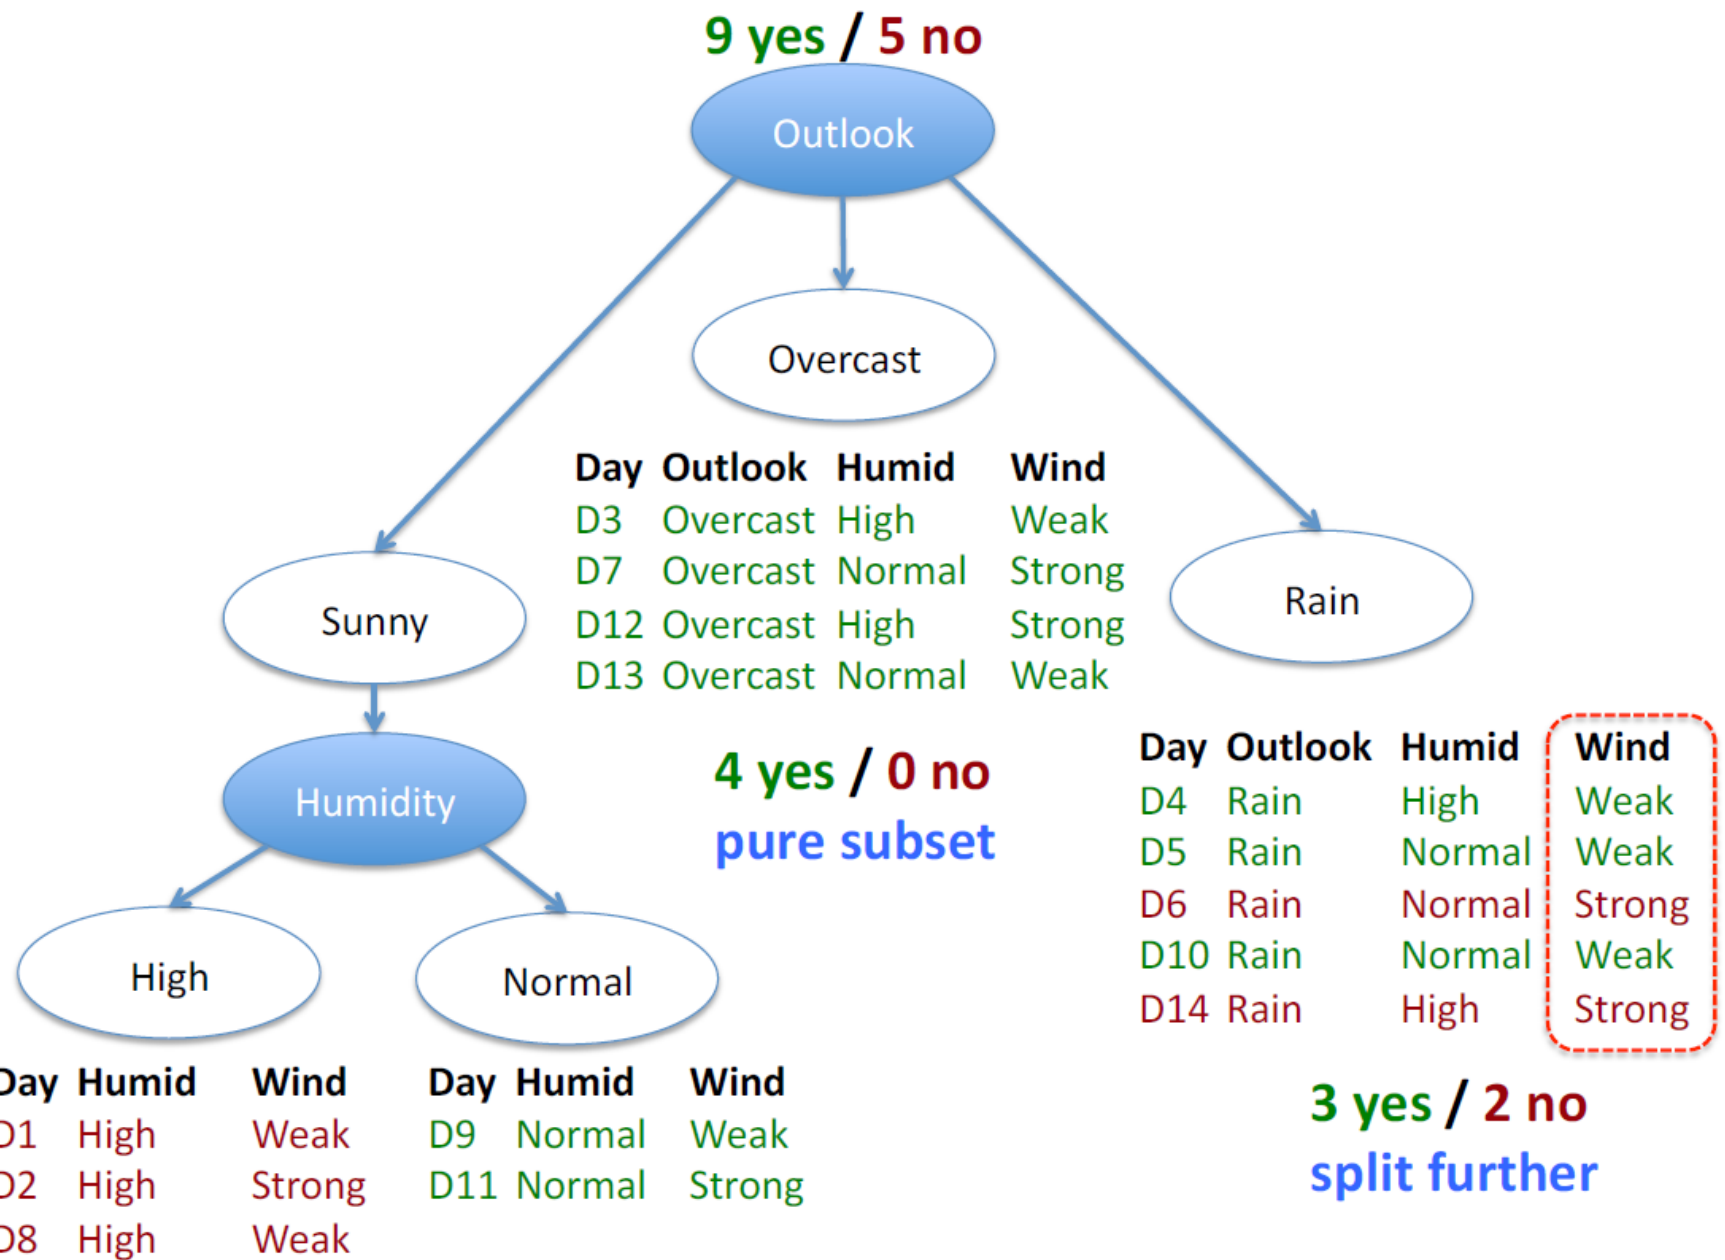 9 yes / 5 no
Outlook
Overcast
Day Outlook Humid Wind
D3 Overcast High Weak
D7 Overcast Normal Strong
D12 Overcast High Strong
D13 Overcast Normal Weak
4 yes / 0 no
pure subset
Sunny
Humidity
High
Normal
Day Humid Wind
D1 High Weak
D2 High Strong
D8 High Weak
Day Humid Wind
D9 Normal Weak
D11 Normal Strong
Rain
Day Outlook Humid Wind
D4 Rain High Weak
D5 Rain Normal Weak
D6 Rain Normal Strong
D10 Rain Normal Weak
D14 Rain High Strong
3 yes / 2 no
split further